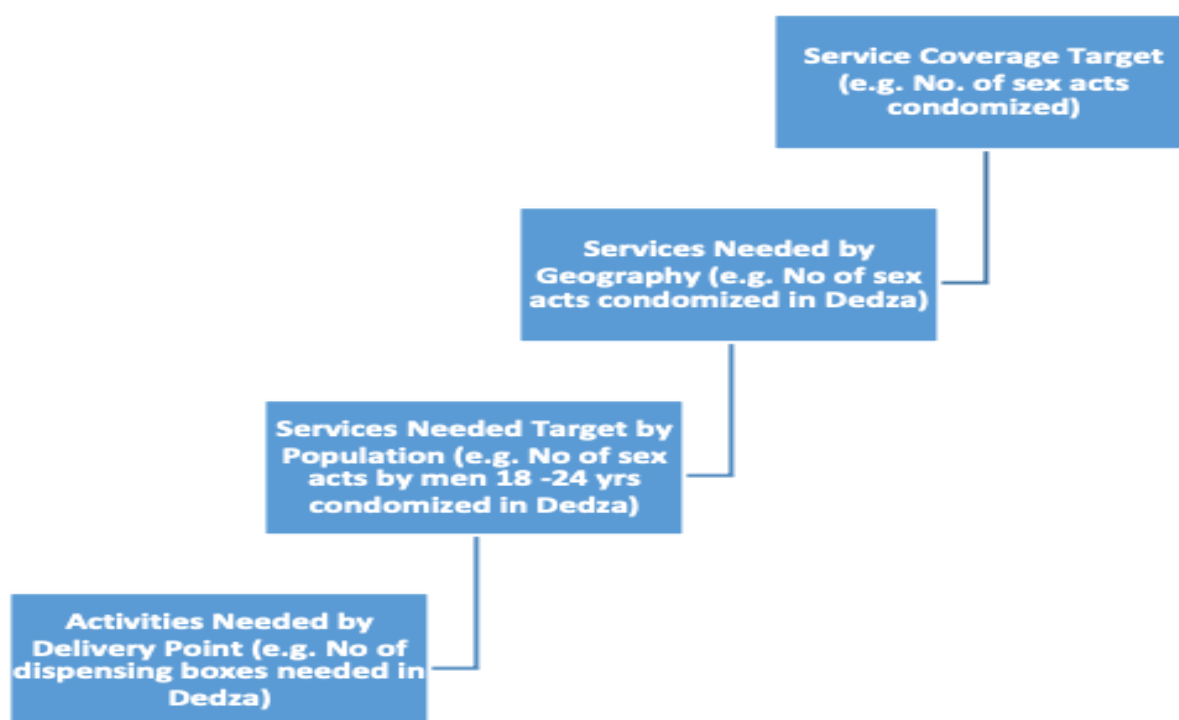 Service Coverage Target
(e.g. No. of sex acts
condomized)
Services Needed by
Geography (e.g. No of sex
acts condomized in Dedza)
Services Needed Target by
Population (e.g. No of sex
acts by men 18 -24 yrs
condomized in Dedza)
Activities Needed by
Delivery Point (e.g. No of
dispensing boxes needed in
Dedza)